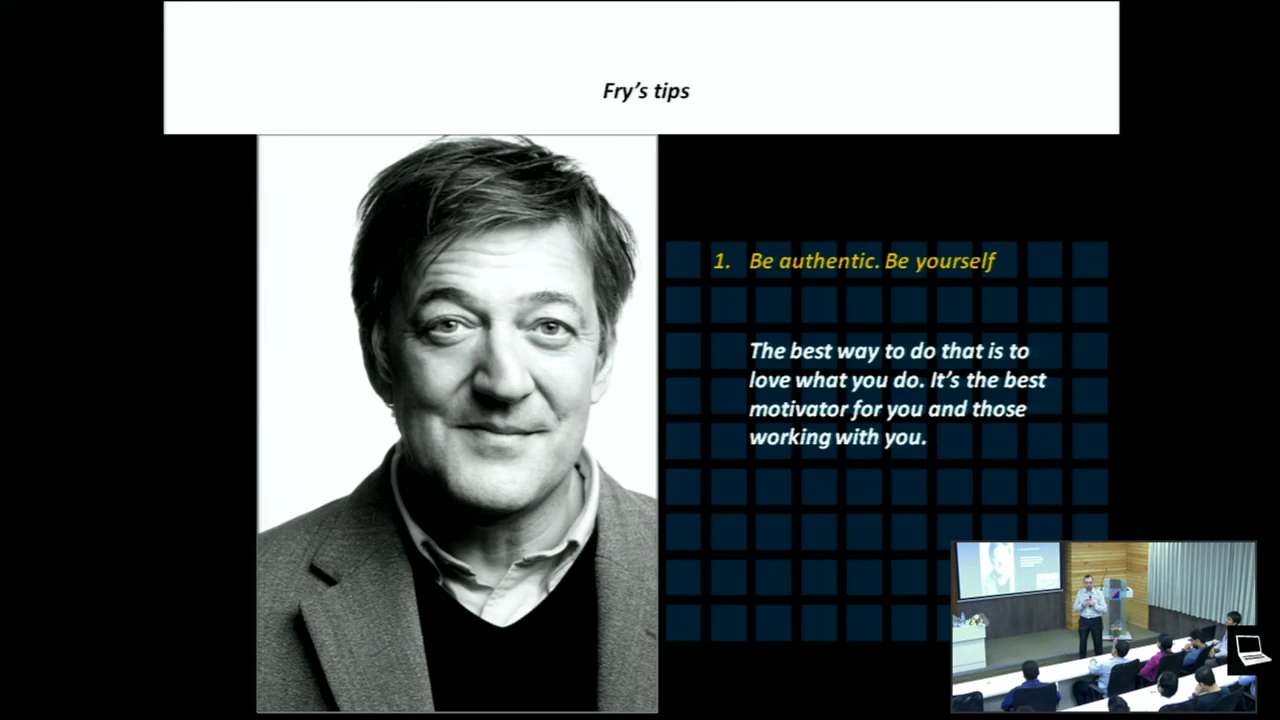 Fry's tips
1. Be authentic. Be yourself
The best way to do that is to
love what you do. It's the best
motivator for you and those
working with you.